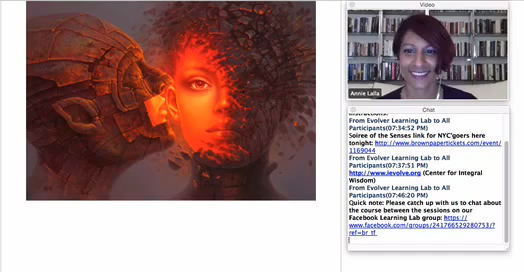 Video
Annie Lalla
Chat
Instructions:
From Evolver Learning Lab to All
Participants(07:34:52 PM)
Soiree of the Senses link for NYC'goers here
tonight: http://www.brownpapertickets.com/event/
1169044
From Evolver Learning Lab to All
Participants(07:37:51 PM)
http://www.ievolve.org (Center for Integral
Wisdom)
From Evolver Learning Lab to All
Participants(07:46:20 PM)
Quick note: Please catch up with us to chat about
the course between the sessions on our
Facebook Learning Lab group: https://
www.facebook.com/groups/241766529280753/?
ref=br_tf